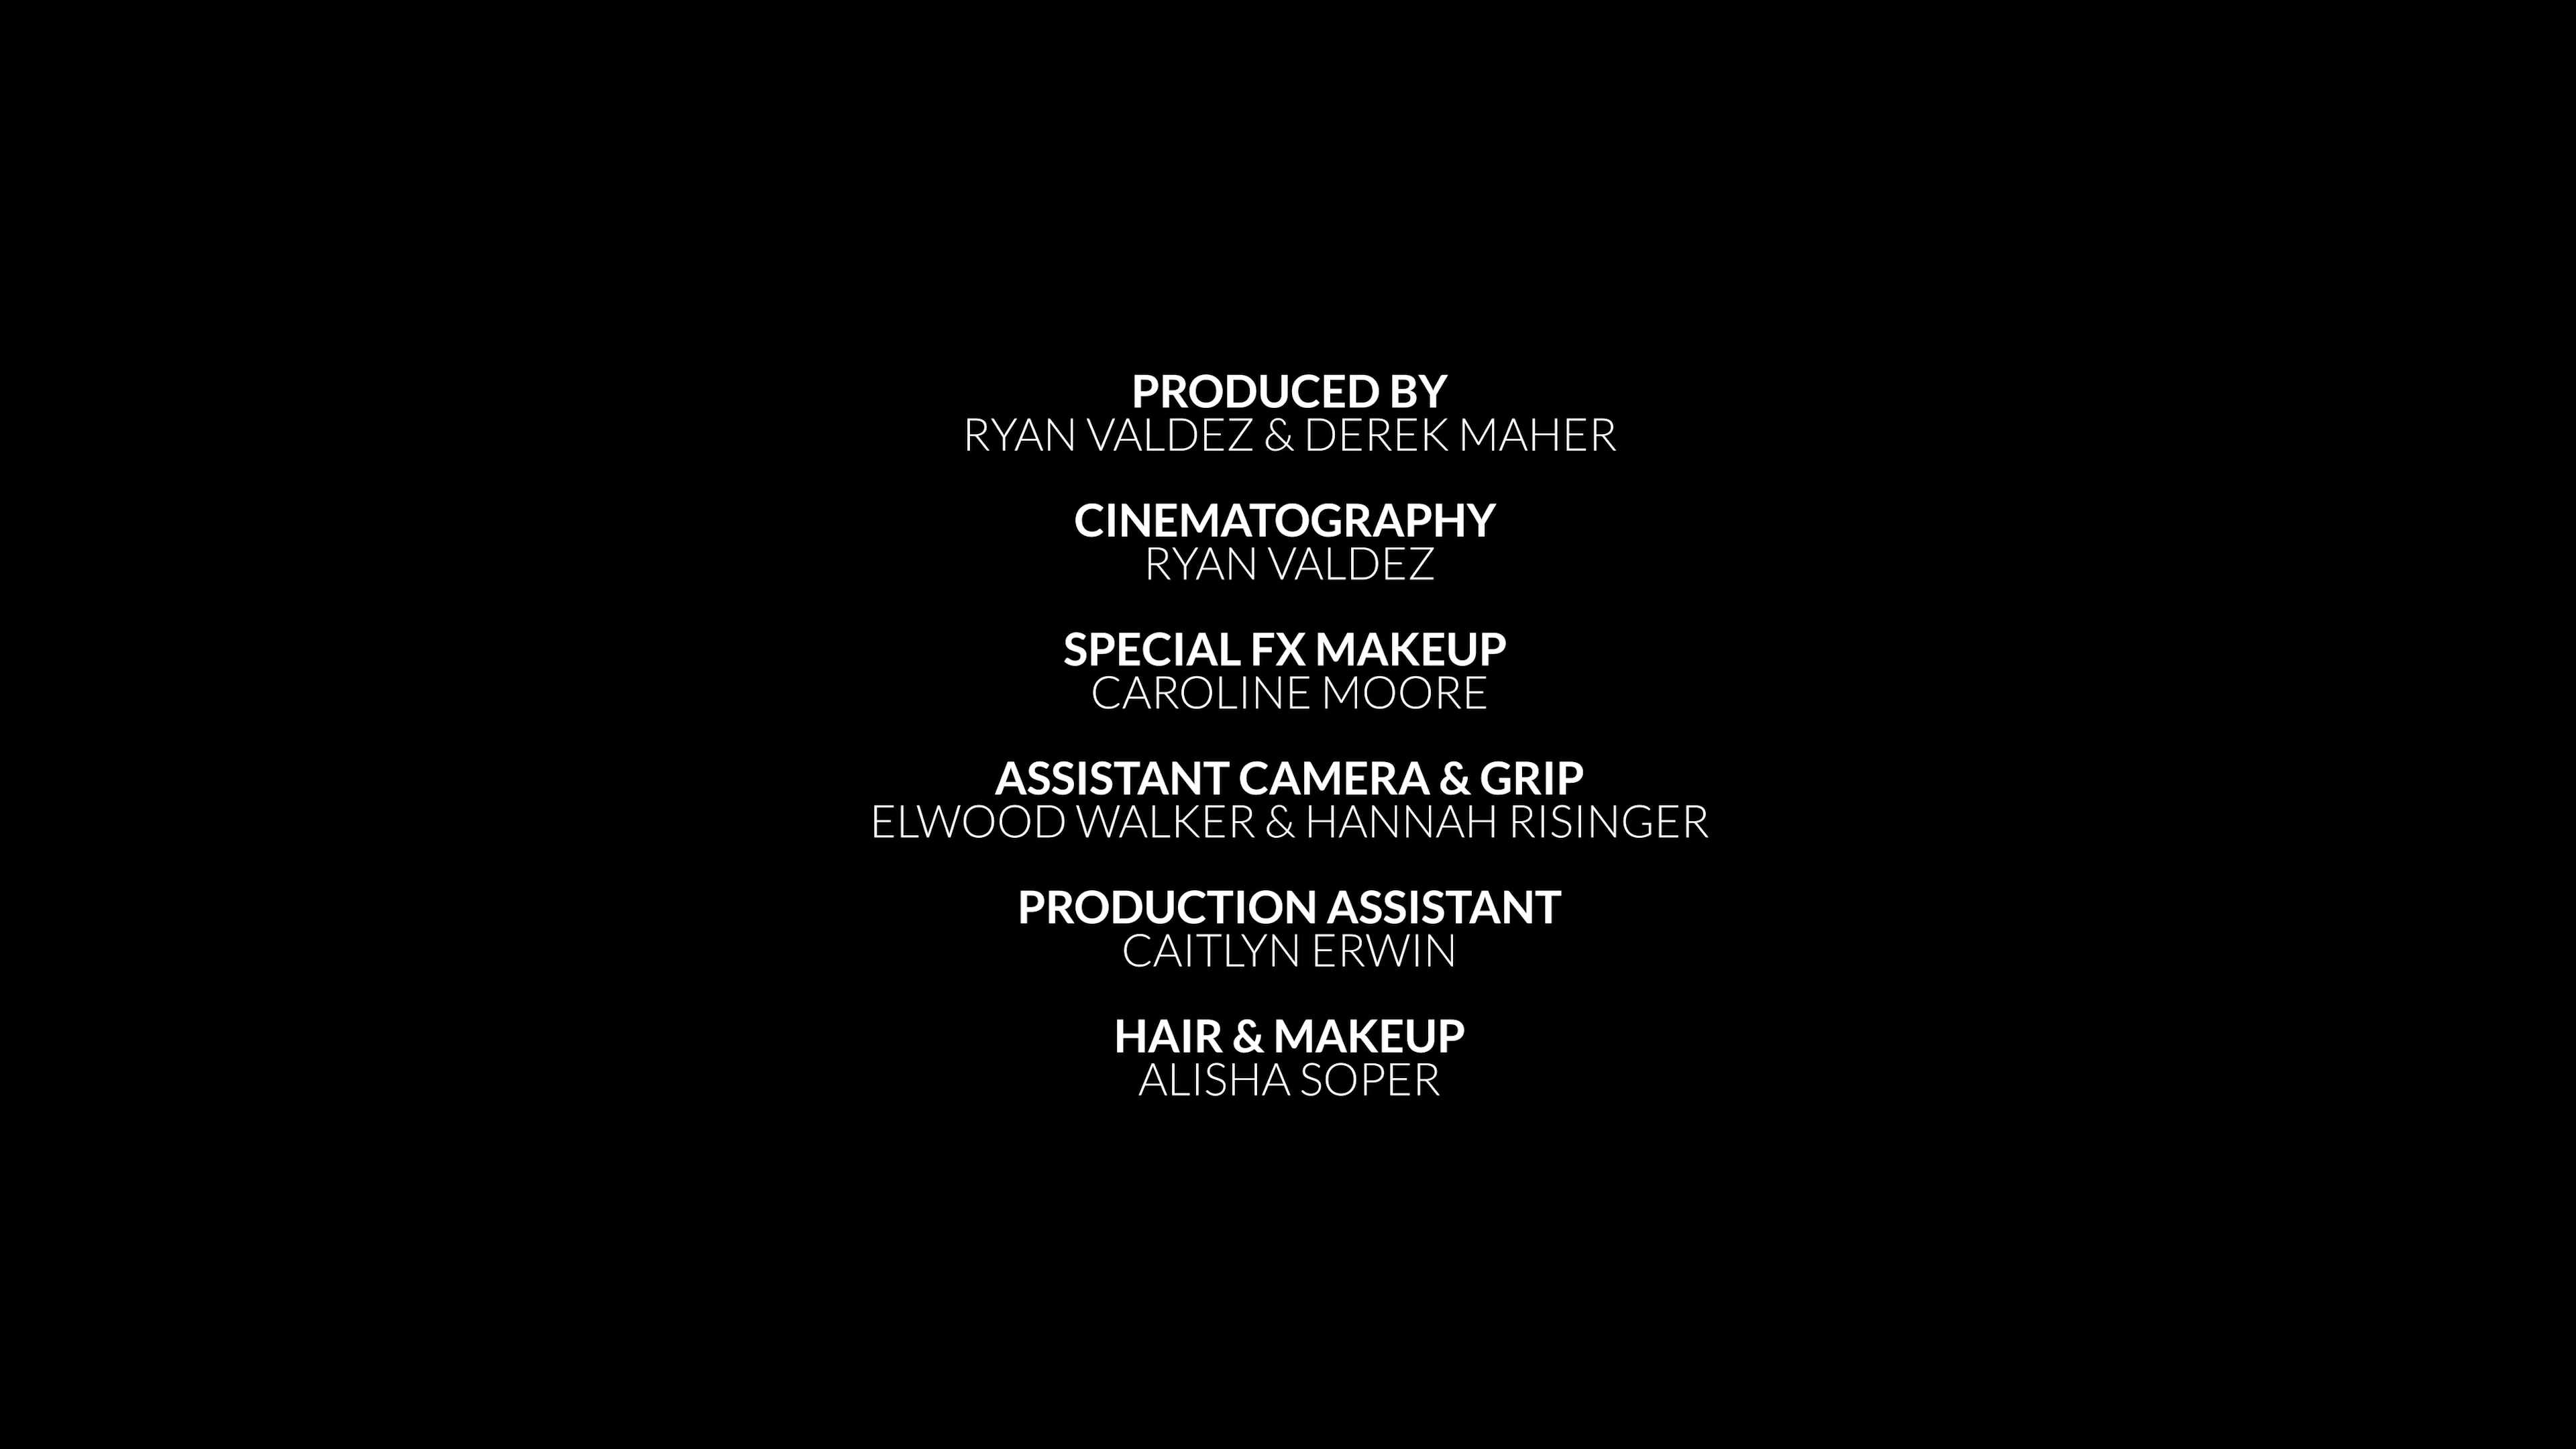 PRODUCED BY
RYAN VALDEZ & DEREK MAHER
CINEMATOGRAPHY
RYAN VALDEZ
SPECIAL FX MAKEUP
CAROLINE MOORE
ASSISTANT CAMERA & GRIP
ELWOOD WALKER & HANNAH RISINGER
PRODUCTION ASSISTANT
CAITLYN ERWIN
HAIR & MAKEUP
ALISHA SOPER